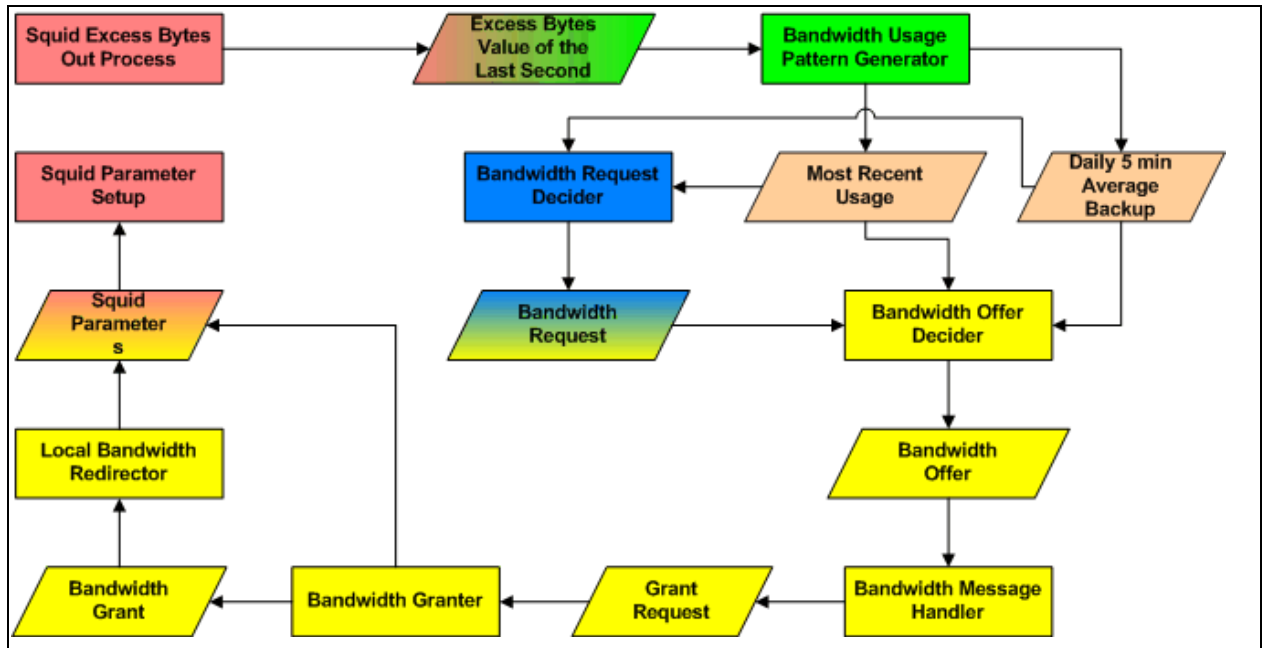 Squid Excess Bytes
Out Process
Excess Bytes
Value of the
Last Second
Bandwidth Usage
Pattern Generator
Squid Parameter
Setup
Bandwidth Request
Decider
Most Recent
Usage
Daily 5 min
Average
Backup
Squid
Parameter
s
Bandwidth
Request
Bandwidth Offer
Decider
Local Bandwidth
Redirector
Bandwidth
Offer
Bandwidth
Grant
Bandwidth Granter
Grant
Request
Bandwidth Message
Handler